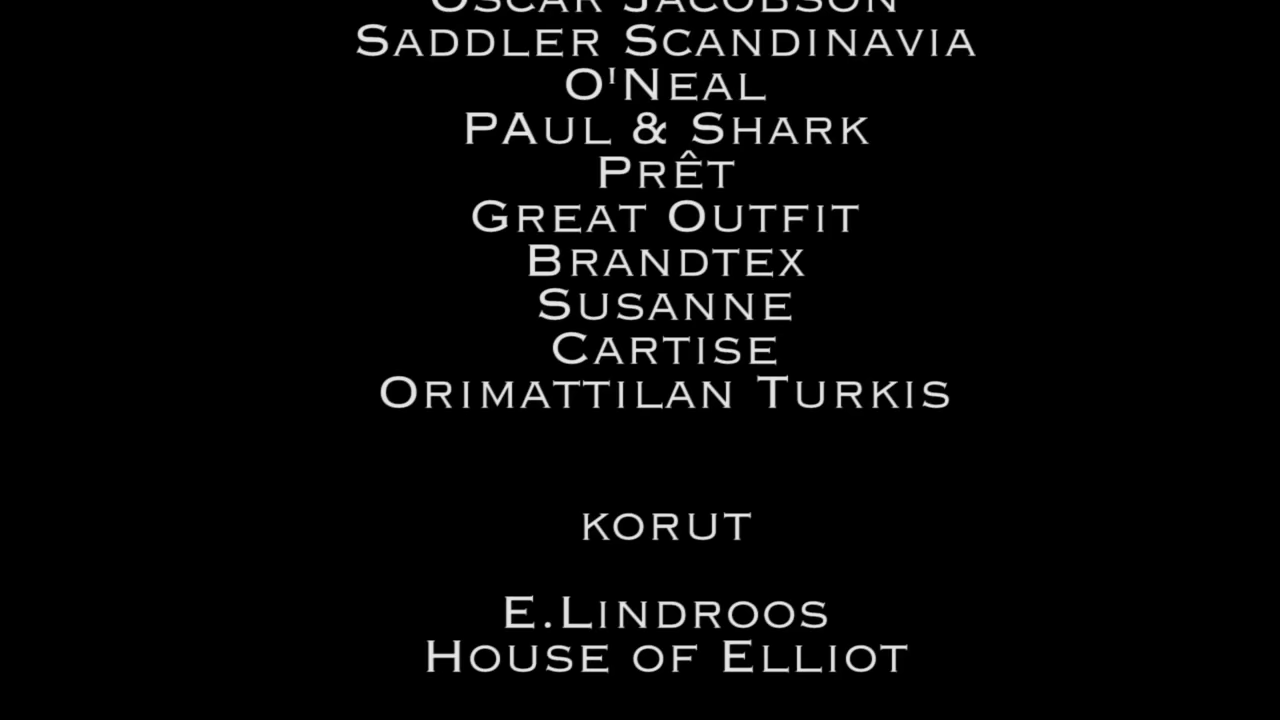 Oscar Jacobson
Saddler Scandinavia
O'Neal
PAul & Shark
Prêt
Great Outfit
Brandtex
Susanne
Cartise
Orimattilan Turkis
korut
E.Lindroos
House of Elliot